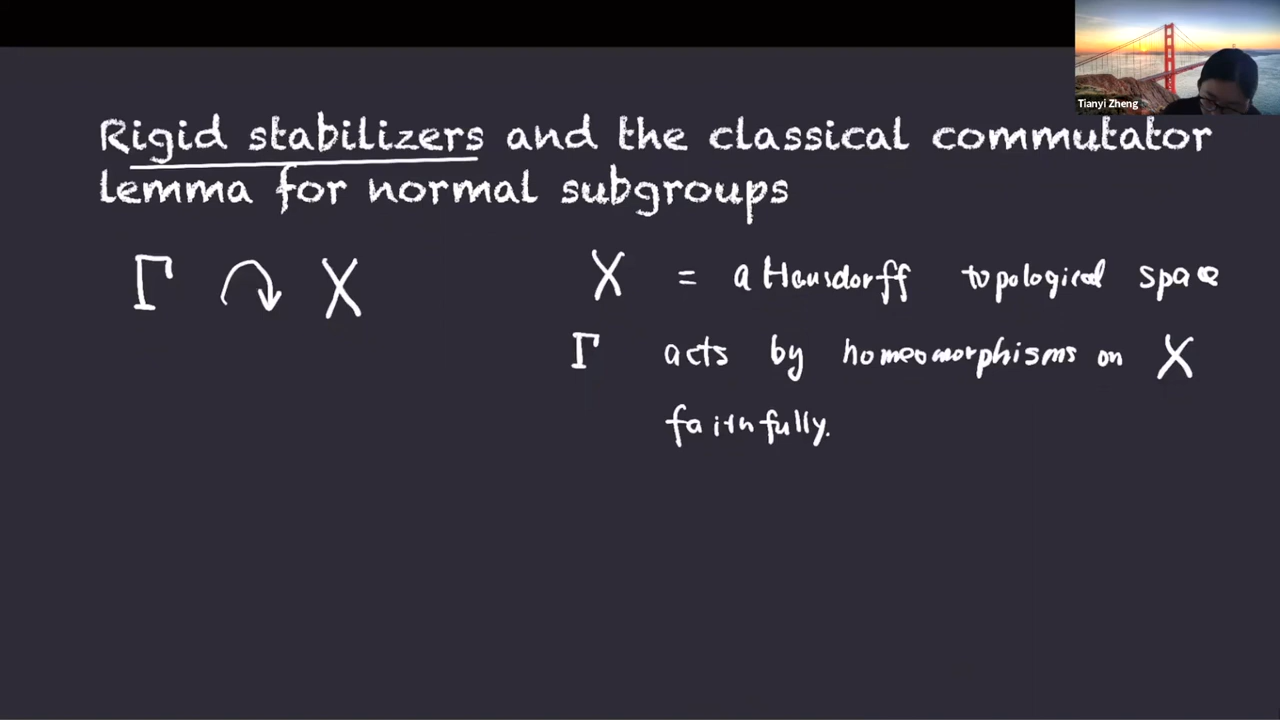 Tianyi Zheng
Rigid stabilizers and the classical commutator
lemma for normal subgroups
Γ ↷ X
X = a Hausdorff topological space
Γ acts by homeomorphisms on X
faithfully.